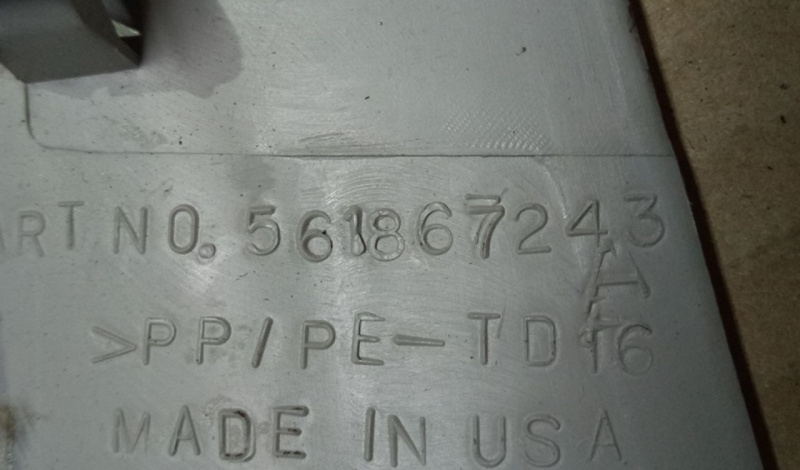 ART NO. 561867243
A
>PP/PE-TD16
MADE IN USA